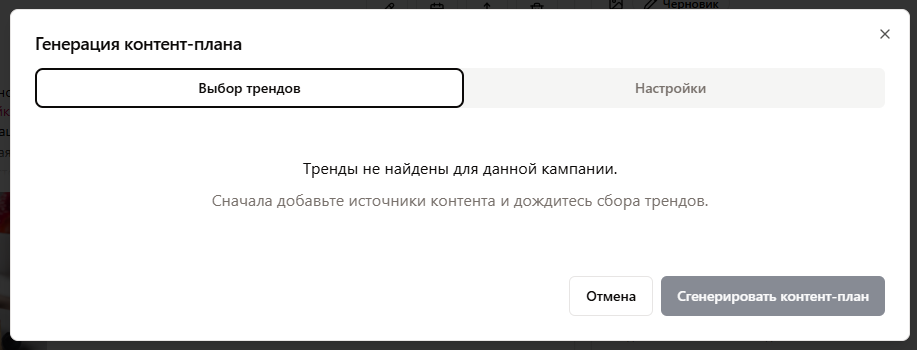 Черновик
Генерация контент-плана
Выбор трендов
Настройки
Тренды не найдены для данной кампании.
Сначала добавьте источники контента и дождитесь сбора трендов.
Отмена
Сгенерировать контент-план